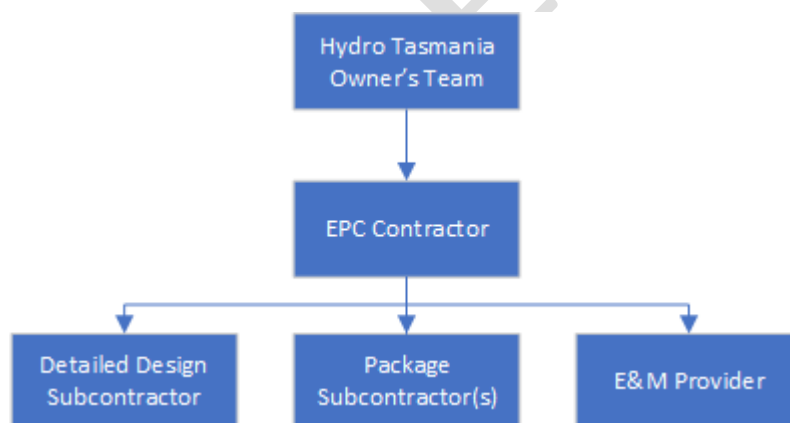 Hydro Tasmania
Owner's Team
EPC Contractor
Detailed Design
Subcontractor
Package
Subcontractor(s)
E&M Provider